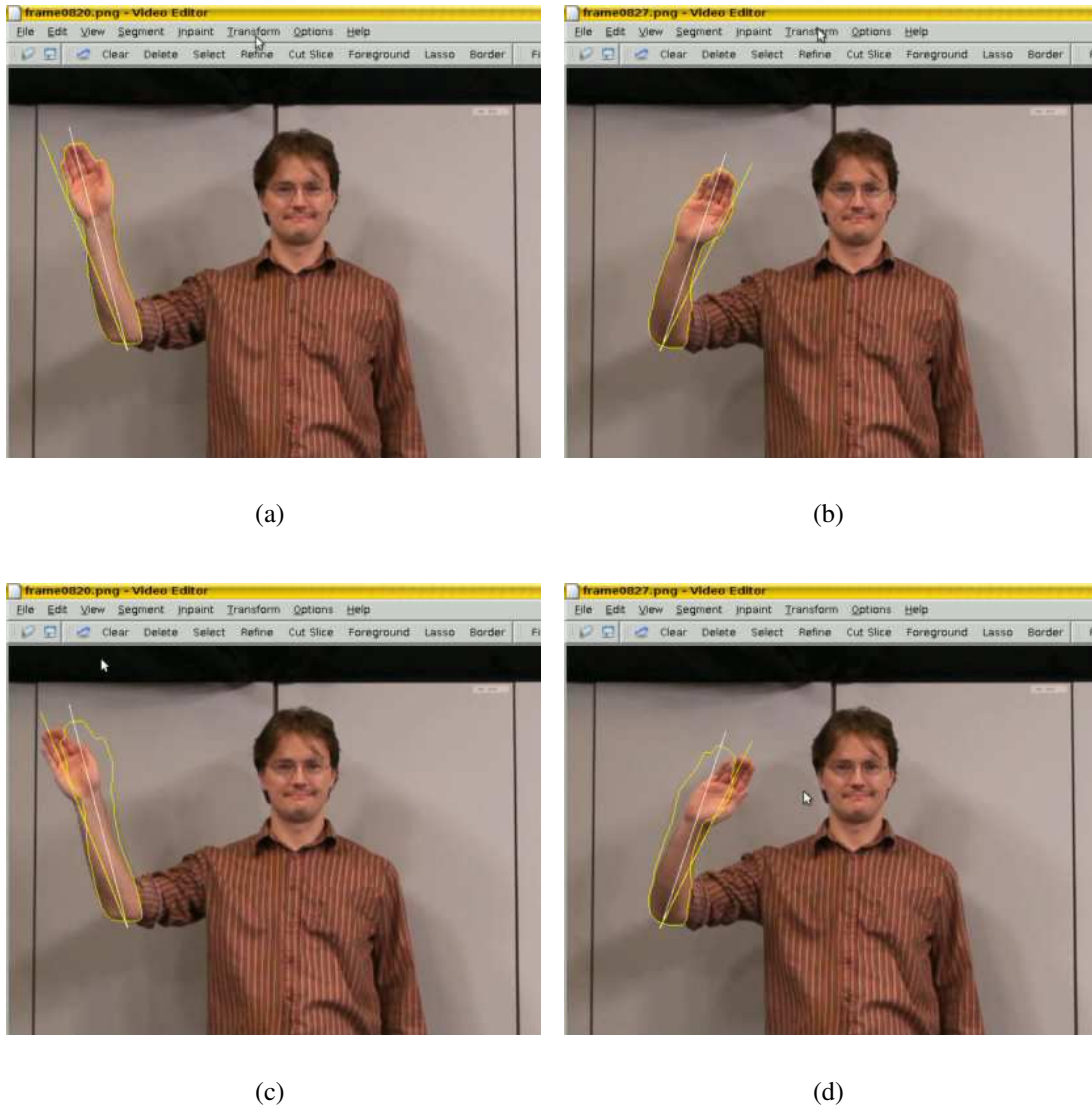 frame0820.png - Video Editor
File Edit View Segment Inpaint Transform Options Help
Clear Delete Select Refine Cut Slice Foreground Lasso Border
frame0827.png - Video Editor
File Edit View Segment Inpaint Transform Options Help
Clear Delete Select Refine Cut Slice Foreground Lasso Border
(a)
(b)
frame0820.png - Video Editor
File Edit View Segment Inpaint Transform Options Help
Clear Delete Select Refine Cut Slice Foreground Lasso Border
frame0827.png - Video Editor
File Edit View Segment Inpaint Transform Options Help
Clear Delete Select Refine Cut Slice Foreground Lasso Border
(c)
(d)